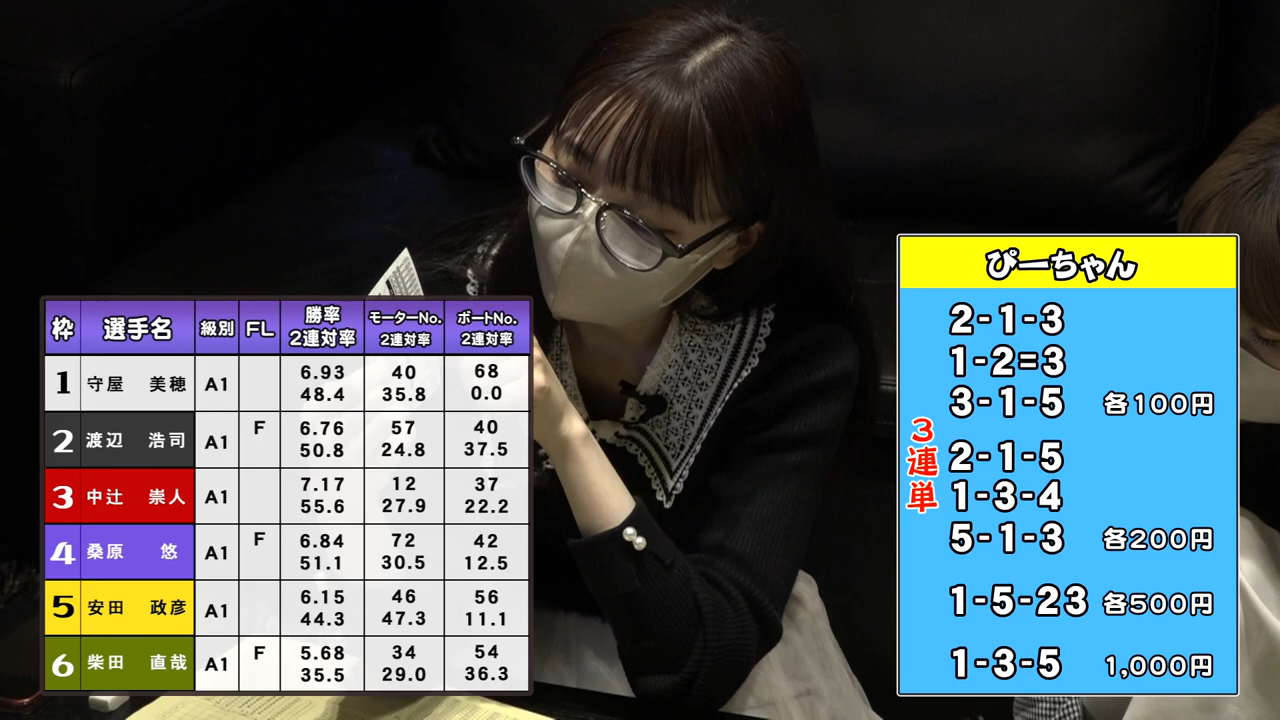 枠 選手名 級別 FL 勝率 2連対率 モーターNo. 2連対率 ボートNo. 2連対率
1 守屋 美穂 A1 6.93 48.4 40 35.8 68 0.0
2 渡辺 浩司 A1 F 6.76 50.8 57 24.8 40 37.5
3 中辻 崇人 A1 7.17 55.6 12 27.9 37 22.2
4 桑原 悠 A1 F 6.84 51.1 72 30.5 42 12.5
5 安田 政彦 A1 6.15 44.3 46 47.3 56 11.1
6 柴田 直哉 A1 F 5.68 35.5 34 29.0 54 36.3
ぴーちゃん
3連単
2-1-3
1-2=3
3-1-5 各100円
2-1-5
1-3-4
5-1-3 各200円
1-5-23 各500円
1-3-5 1,000円